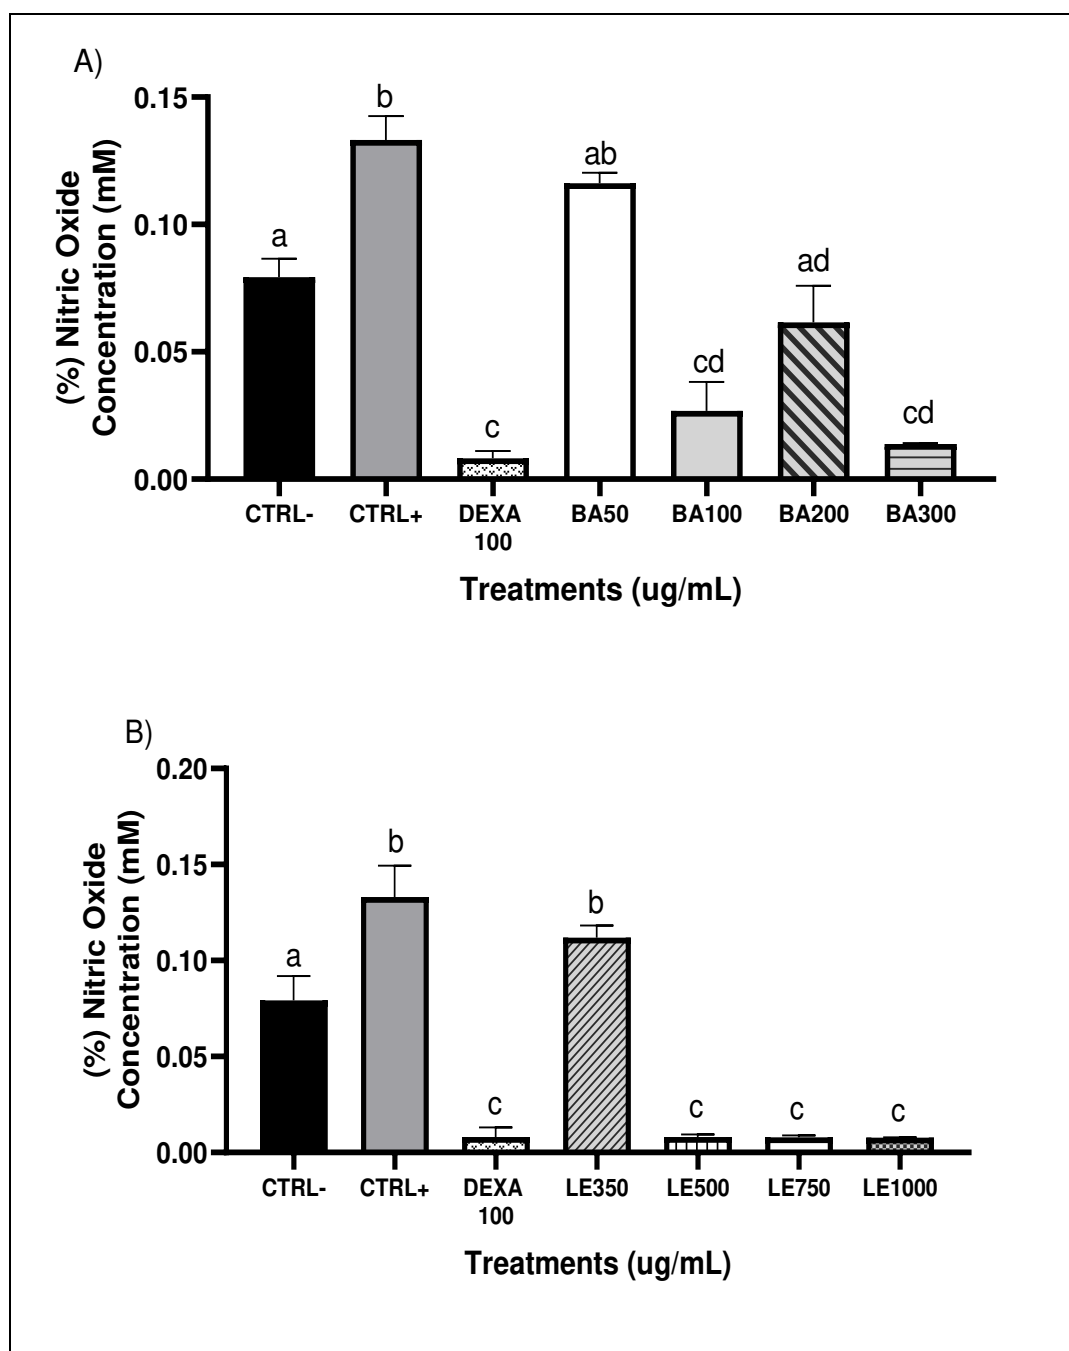 A)
(%) Nitric Oxide
Concentration (mM)
0.15
0.10
0.05
0.00
a
b
c
ab
cd
ad
cd
CTRL-
CTRL+
DEXA
100
BA50
BA100
BA200
BA300
Treatments (ug/mL)
B)
(%) Nitric Oxide
Concentration (mM)
0.20
0.15
0.10
0.05
0.00
a
b
c
b
c
c
c
CTRL-
CTRL+
DEXA
100
LE350
LE500
LE750
LE1000
Treatments (ug/mL)